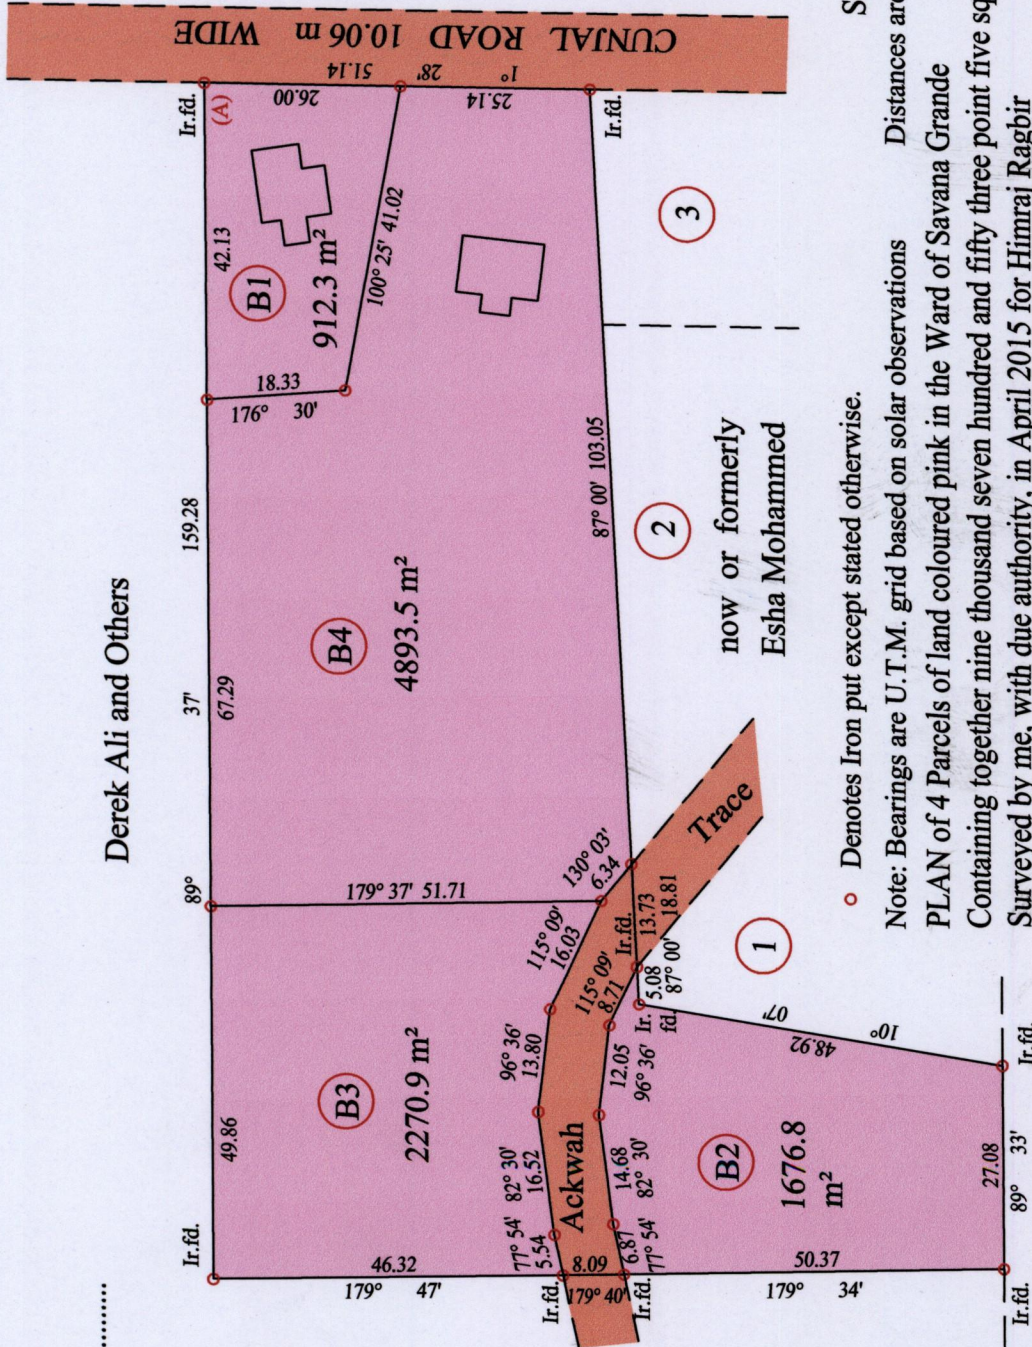 Derek Ali and Others
CUNJAL ROAD 10.06 m WIDE
1° 28' 51.14
26.00
25.14
Ir.fd.
(A)
Ir.fd.
89° 37' 159.28
Ir.fd.
49.86
67.29
42.13
B1
912.3 m²
18.33
176° 30'
100° 25' 41.02
B4
4893.5 m²
B3
2270.9 m²
179° 37' 51.71
46.32
179° 47'
Ir.fd.
77° 54'
5.54
82° 30'
16.52
96° 36'
13.80
115° 09'
16.03
130° 03'
6.34
Ackwah
Trace
8.09
179° 40'
Ir.fd.
6.87
77° 54'
14.68
82° 30'
12.05
96° 36'
115° 09'
8.71
Ir.fd.
13.73
18.81
5.08
87° 00'
Ir.
fd.
87° 00' 103.05
B2
1676.8
m²
50.37
179° 34'
Ir.fd.
27.08
89° 33'
Ir.fd.
10° 07'
48.92
1
2
3
now or formerly
Esha Mohammed
Denotes Iron put except stated otherwise.
S
Note: Bearings are U.T.M. grid based on solar observations Distances are
PLAN of 4 Parcels of land coloured pink in the Ward of Savana Grande
Containing together nine thousand seven hundred and fifty three point five sq
Surveyed by me, with due authority, in April 2015 for Himraj Ragbir